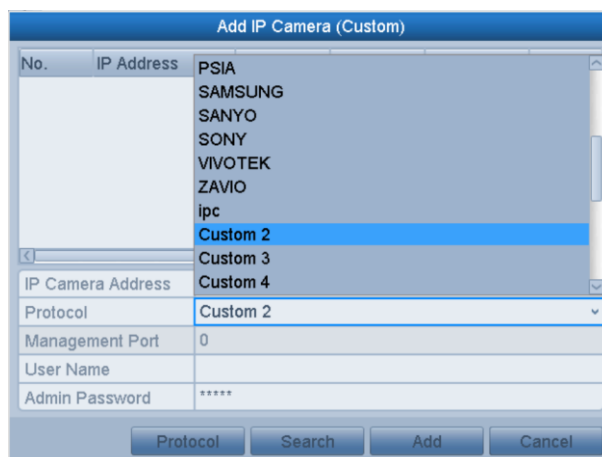 Add IP Camera (Custom)
No. IP Address
PSIA
SAMSUNG
SANYO
SONY
VIVOTEK
ZAVIO
ipc
Custom 2
Custom 3
Custom 4
IP Camera Address
Protocol Custom 2
Management Port 0
User Name
Admin Password *****
Protocol Search Add Cancel